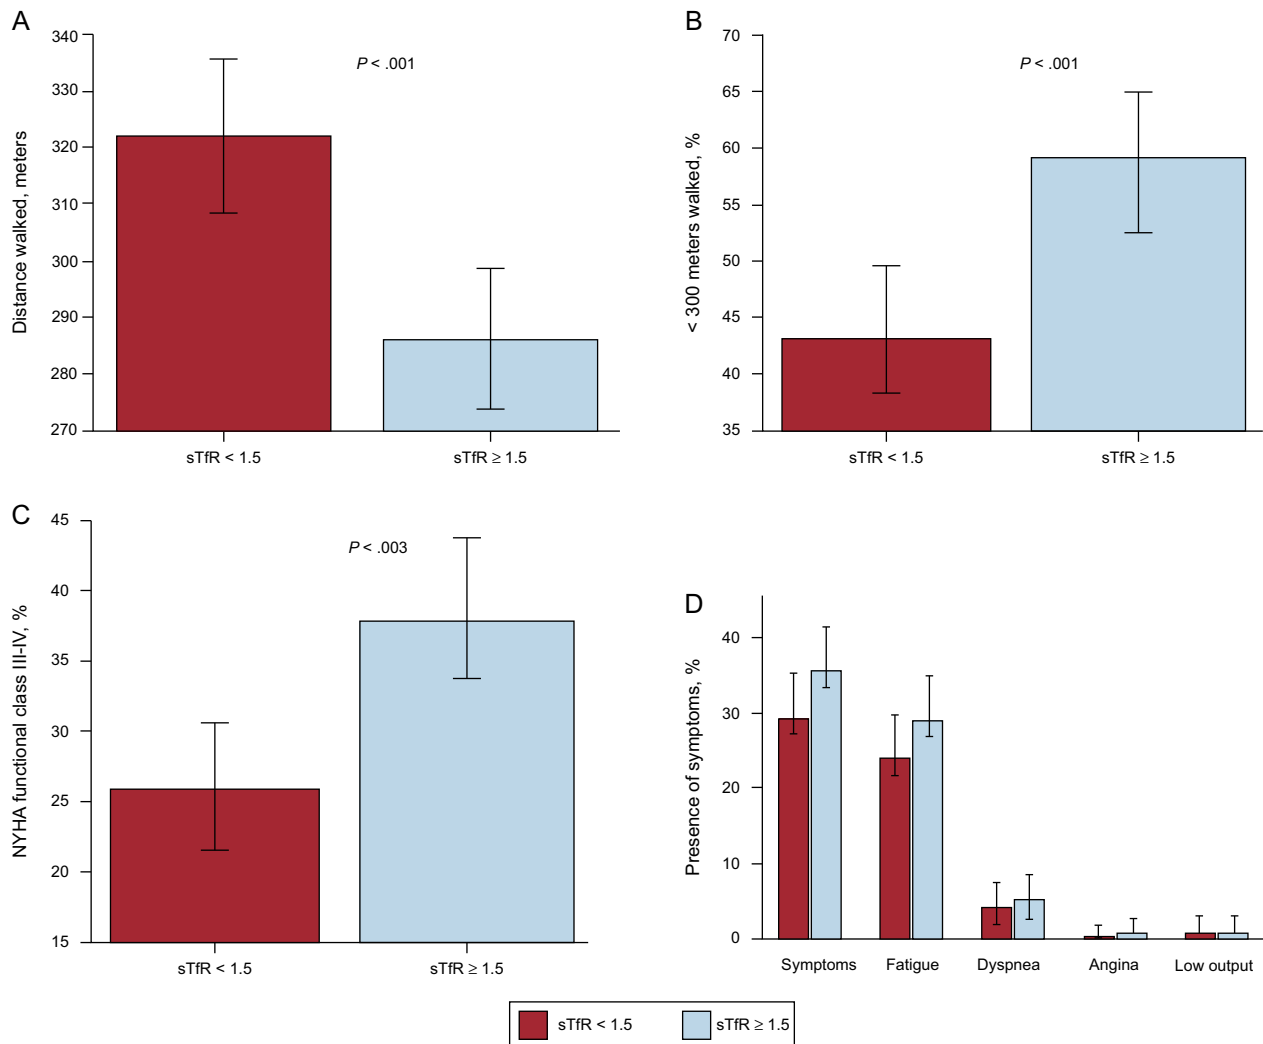 A
340
330
320
310
300
290
280
270
Distance walked, meters
P < .001
sTfR < 1.5
sTfR ≥ 1.5
B
70
65
60
55
50
45
40
35
< 300 meters walked, %
P < .001
sTfR < 1.5
sTfR ≥ 1.5
C
45
40
35
30
25
20
15
NYHA functional class III-IV, %
P < .003
sTfR < 1.5
sTfR ≥ 1.5
D
40
30
20
10
0
Presence of symptoms, %
Symptoms
Fatigue
Dyspnea
Angina
Low output
sTfR < 1.5
sTfR ≥ 1.5